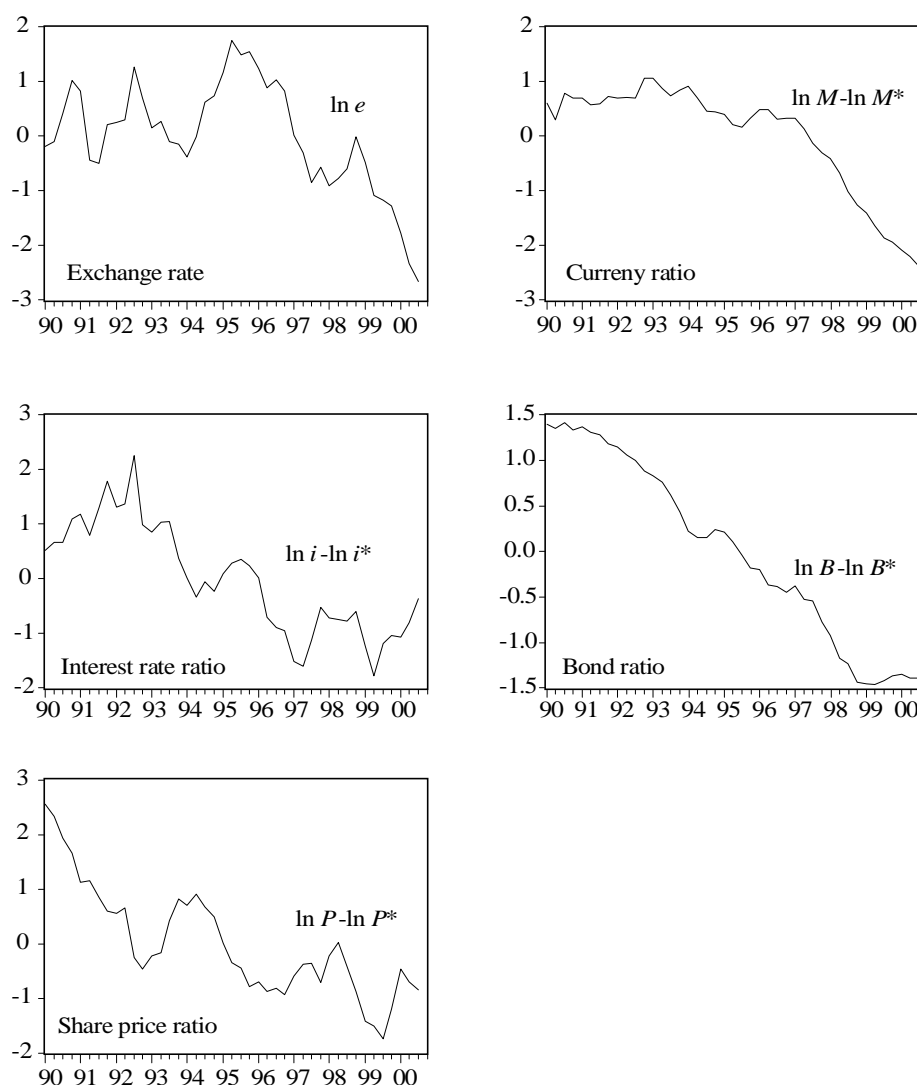 2
1
0
-1
-2
-3
ln e
Exchange rate
90 91 92 93 94 95 96 97 98 99 00
2
1
0
-1
-2
-3
ln M-ln M*
Curreny ratio
90 91 92 93 94 95 96 97 98 99 00
3
2
1
0
-1
-2
ln i-ln i*
Interest rate ratio
90 91 92 93 94 95 96 97 98 99 00
1.5
1.0
0.5
0.0
-0.5
-1.0
-1.5
ln B-ln B*
Bond ratio
90 91 92 93 94 95 96 97 98 99 00
3
2
1
0
-1
-2
ln P-ln P*
Share price ratio
90 91 92 93 94 95 96 97 98 99 00